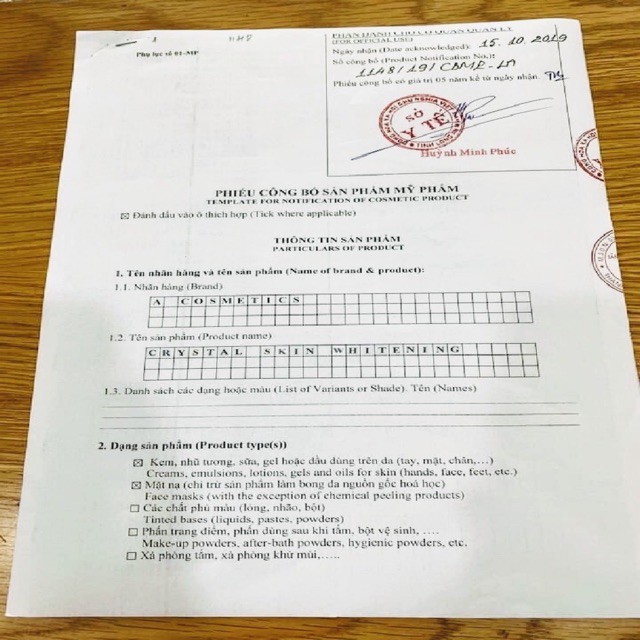 Phụ lục số 01-MP
PHẦN DÀNH CHO CƠ QUAN QUẢN LÝ
(FOR OFFICIAL USE)
Ngày nhận (Date acknowledged): 15.10.2019
Số công bố (Product Notification No.):
1148/19/CBMP-LA
Phiếu công bố có giá trị 05 năm kể từ ngày nhận.
SỞ
Y TẾ
Huỳnh Minh Phúc
PHIẾU CÔNG BỐ SẢN PHẨM MỸ PHẨM
TEMPLATE FOR NOTIFICATION OF COSMETIC PRODUCT
☒ Đánh dấu vào ô thích hợp (Tick where applicable)
THÔNG TIN SẢN PHẨM
PARTICULARS OF PRODUCT
1. Tên nhãn hàng và tên sản phẩm (Name of brand & product):
1.1. Nhãn hàng (Brand)
A COSMETICS
1.2. Tên sản phẩm (Product name)
CRYSTAL SKIN WHITENING
1.3. Danh sách các dạng hoặc màu (List of Variants or Shade). Tên (Names)
2. Dạng sản phẩm (Product type(s))
☒ Kem, nhũ tương, sữa, gel hoặc dầu dùng trên da (tay, mặt, chân,…)
Creams, emulsions, lotions, gels and oils for skin (hands, face, feet, etc.)
☒ Mặt nạ (chỉ trừ sản phẩm làm bong da nguồn gốc hoá học)
Face masks (with the exception of chemical peeling products)
☐ Các chất phủ màu (lỏng, nhão, bột)
Tinted bases (liquids, pastes, powders)
☐ Phấn trang điểm, phấn dùng sau khi tắm, bột vệ sinh, ….
Make-up powders, after-bath powders, hygienic powders, etc.
☐ Xà phòng tắm, xà phòng khử mùi,…..